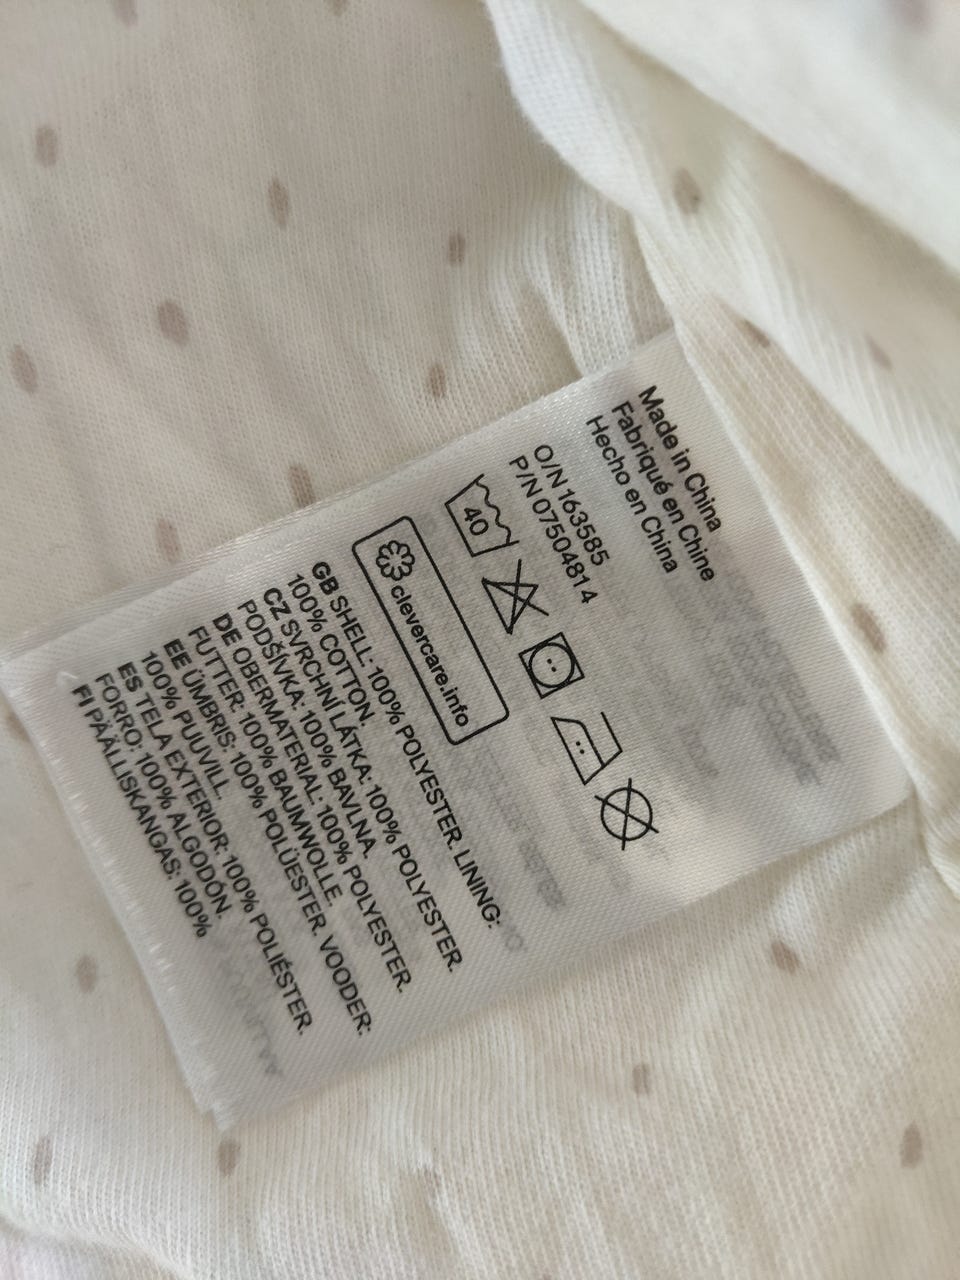 Made in China
Fabriqué en Chine
Hecho en China
O/N 163585
P/N 07504814
40
clevercare.info
GB SHELL: 100% POLYESTER. LINING:
100% COTTON.
CZ SVRCHNÍ LÁTKA: 100% POLYESTER.
PODŠÍVKA: 100% BAVLNA.
DE OBERMATERIAL: 100% POLYESTER.
FUTTER: 100% BAUMWOLLE.
EE ÜMBRIS: 100% POLÜESTER. VOODER:
100% PUUVILL.
ES TELA EXTERIOR: 100% POLIÉSTER.
FORRO: 100% ALGODÓN.
FI PÄÄLLISKANGAS: 100%